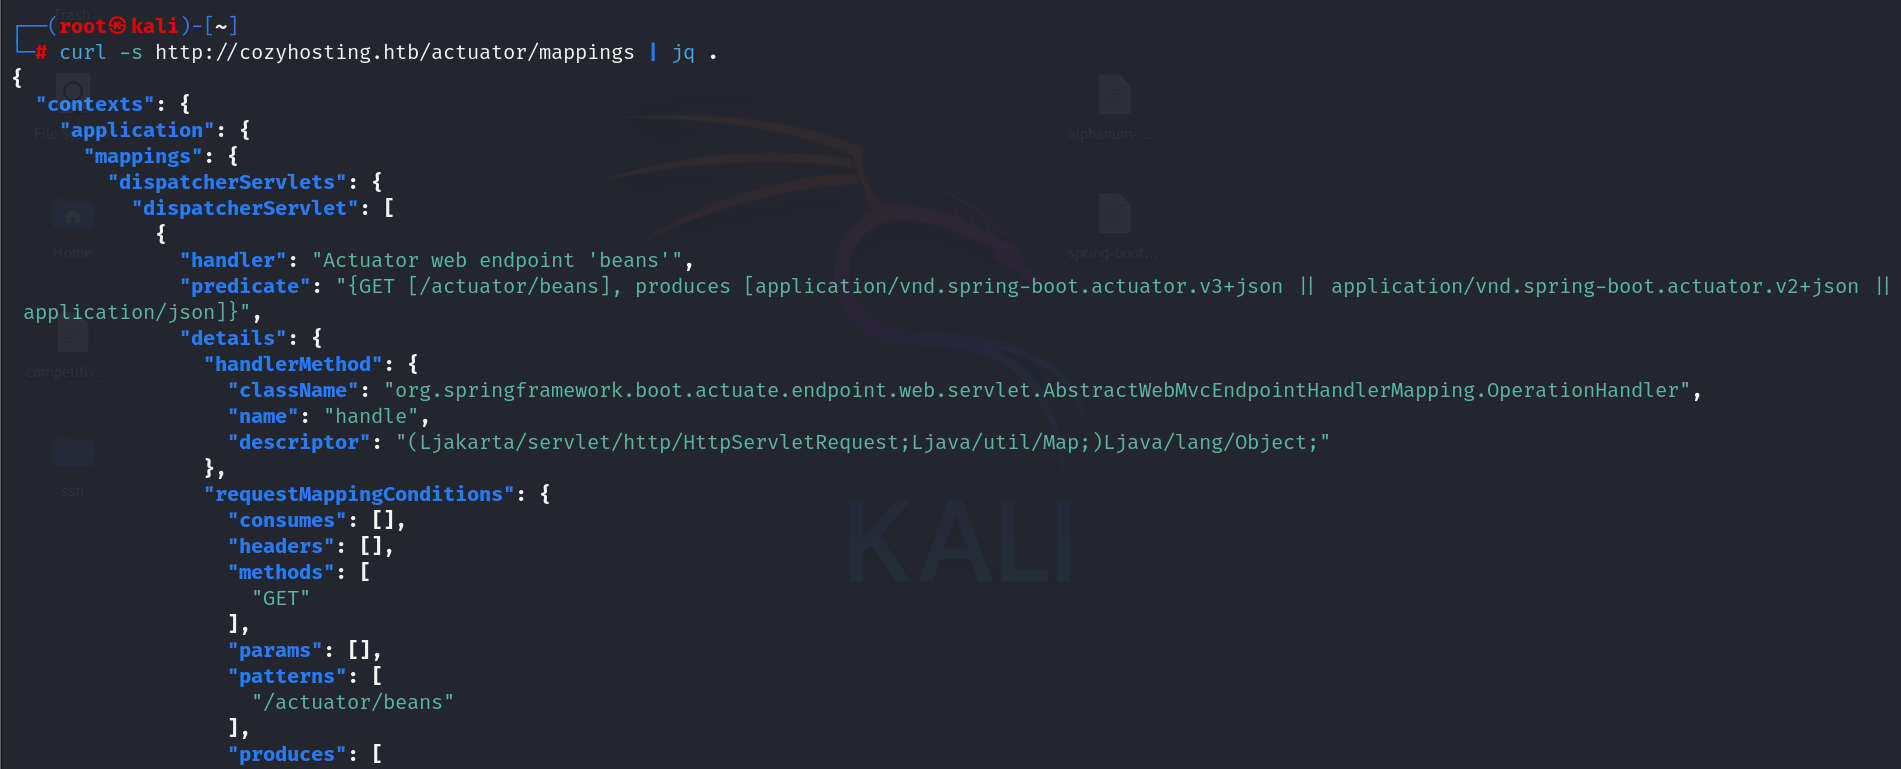 Trash
┌──(root㉿kali)-[~]
└─# curl -s http://cozyhosting.htb/actuator/mappings | jq .
{
  "contexts": {
    "application": {
      "mappings": {
        "dispatcherServlets": {
          "dispatcherServlet": [
            {
              "handler": "Actuator web endpoint 'beans'",
              "predicate": "{GET [/actuator/beans], produces [application/vnd.spring-boot.actuator.v3+json || application/vnd.spring-boot.actuator.v2+json ||
 application/json]}",
              "details": {
                "handlerMethod": {
                  "className": "org.springframework.boot.actuate.endpoint.web.servlet.AbstractWebMvcEndpointHandlerMapping.OperationHandler",
                  "name": "handle",
                  "descriptor": "(Ljakarta/servlet/http/HttpServletRequest;Ljava/util/Map;)Ljava/lang/Object;"
                },
                "requestMappingConditions": {
                  "consumes": [],
                  "headers": [],
                  "methods": [
                    "GET"
                  ],
                  "params": [],
                  "patterns": [
                    "/actuator/beans"
                  ],
                  "produces": [
Home
competitiv...
ssh
alphanum-...
spring-boot...
KALI